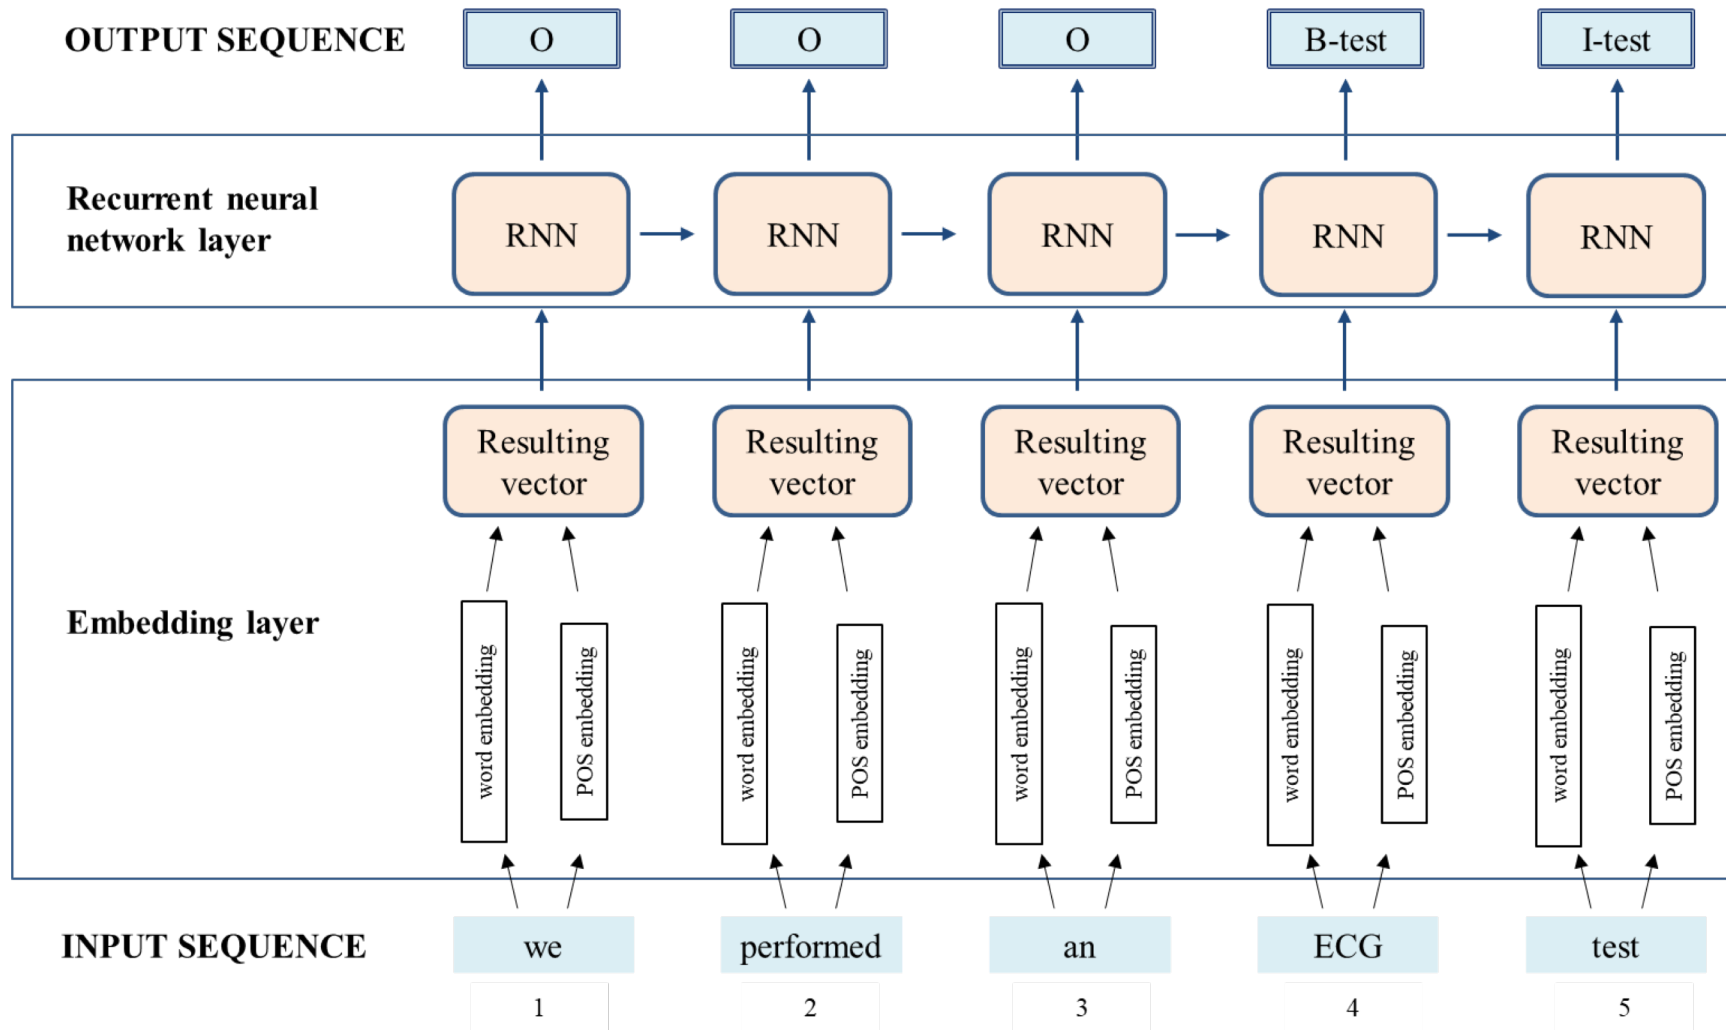 OUTPUT SEQUENCE O O O B-test I-test
Recurrent neural
network layer
RNN RNN RNN RNN RNN
Resulting Resulting Resulting Resulting Resulting
vector vector vector vector vector
Embedding layer
word embedding POS embedding word embedding POS embedding word embedding POS embedding word embedding POS embedding word embedding POS embedding
INPUT SEQUENCE we performed an ECG test
1 2 3 4 5